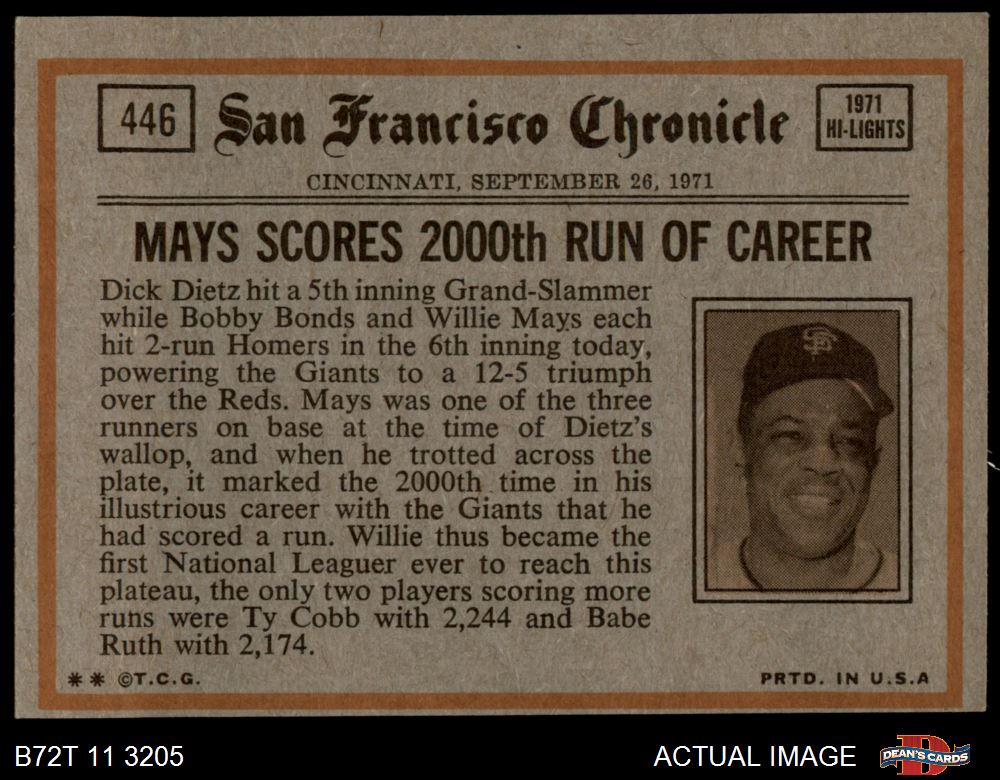 446
San Francisco Chronicle
1971
HI-LIGHTS
CINCINNATI, SEPTEMBER 26, 1971
MAYS SCORES 2000th RUN OF CAREER
Dick Dietz hit a 5th inning Grand-Slammer
while Bobby Bonds and Willie Mays each
hit 2-run Homers in the 6th inning today,
powering the Giants to a 12-5 triumph
over the Reds. Mays was one of the three
runners on base at the time of Dietz's
wallop, and when he trotted across the
plate, it marked the 2000th time in his
illustrious career with the Giants that he
had scored a run. Willie thus became the
first National Leaguer ever to reach this
plateau, the only two players scoring more
runs were Ty Cobb with 2,244 and Babe
Ruth with 2,174.
SF
** ©T.C.G.
PRTD. IN U.S.A
B72T 11 3205
ACTUAL IMAGE
DEAN'S CARDS